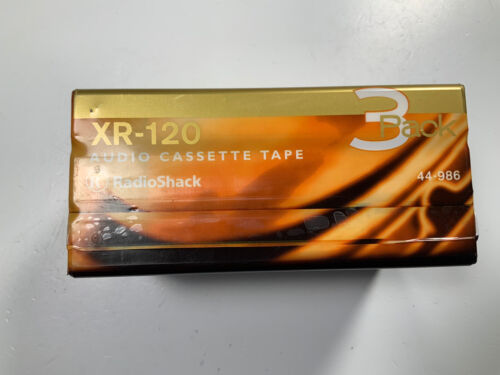 XR-120
3 Pack
AUDIO CASSETTE TAPE
RadioShack
44-986